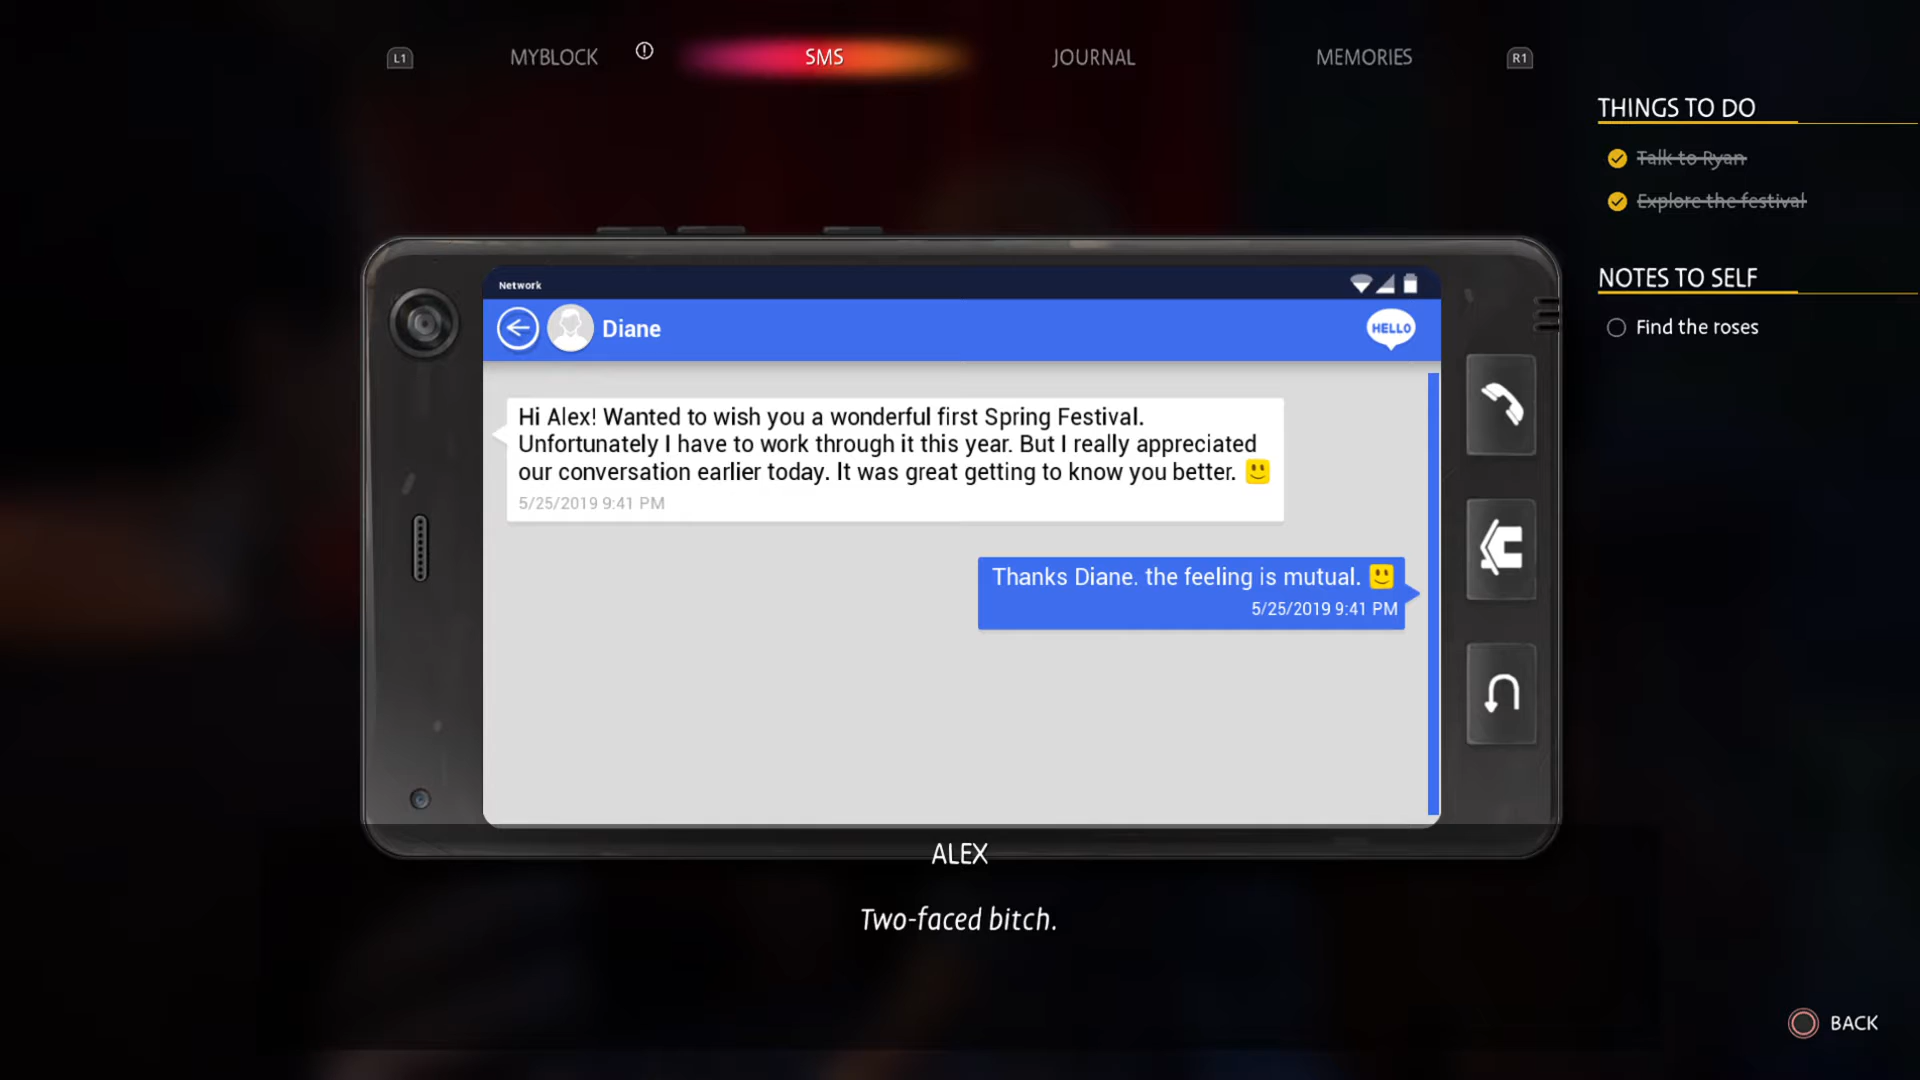 L1
MYBLOCK
SMS
JOURNAL
MEMORIES
R1
THINGS TO DO
Talk to Ryan
Explore the festival
NOTES TO SELF
Find the roses
Network
Diane
HELLO
Hi Alex! Wanted to wish you a wonderful first Spring Festival.
Unfortunately I have to work through it this year. But I really appreciated
our conversation earlier today. It was great getting to know you better. 🙂
5/25/2019 9:41 PM
Thanks Diane. the feeling is mutual. 🙂
5/25/2019 9:41 PM
ALEX
Two-faced bitch.
BACK